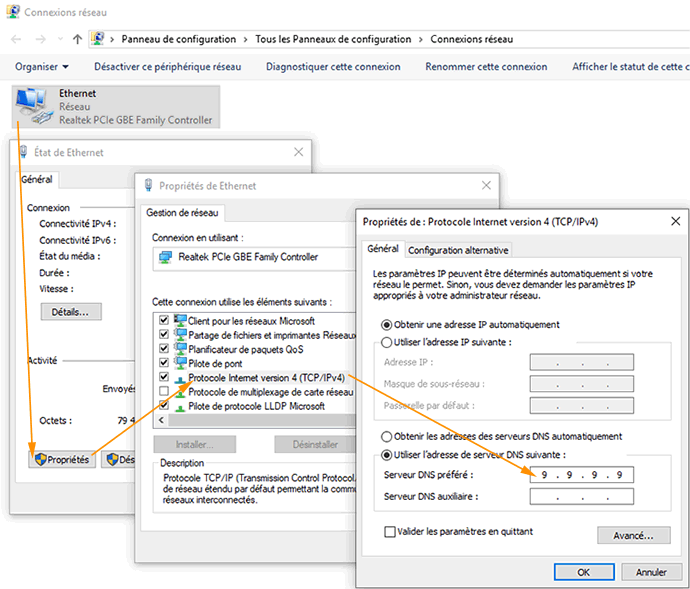 Connexions réseau
Panneau de configuration > Tous les Panneaux de configuration > Connexions réseau
Organiser Désactiver ce périphérique réseau Diagnostiquer cette connexion Renommer cette connexion Afficher le statut de cette c
Ethernet
Réseau
Realtek PCIe GBE Family Controller
État de Ethernet
Général
Connexion
Connectivité IPv4 :
Connectivité IPv6 :
État du média :
Durée :
Vitesse :
Détails...
Activité
Envoyés
Octets : 79 4
Propriétés
Dés
Propriétés de Ethernet
Gestion de réseau
Connexion en utilisant :
Realtek PCIe GBE Family Controller
Cette connexion utilise les éléments suivants :
Client pour les réseaux Microsoft
Partage de fichiers et imprimantes Réseaux
Planificateur de paquets QoS
Pilote de pont
Protocole Internet version 4 (TCP/IPv4)
Protocole de multiplexage de carte réseau
Pilote de protocole LLDP Microsoft
Installer...
Désinstaller
Description
Protocole TCP/IP (Transmission Control Protocol/
de réseau étendu par défaut permettant la commu
réseaux interconnectés.
Propriétés de : Protocole Internet version 4 (TCP/IPv4)
Général
Configuration alternative
Les paramètres IP peuvent être déterminés automatiquement si votre
réseau le permet. Sinon, vous devez demander les paramètres IP
appropriés à votre administrateur réseau.
Obtenir une adresse IP automatiquement
Utiliser l'adresse IP suivante :
Adresse IP : . . .
Masque de sous-réseau : . . .
Passerelle par défaut : . . .
Obtenir les adresses des serveurs DNS automatiquement
Utiliser l'adresse de serveur DNS suivante :
Serveur DNS préféré : 9 . 9 . 9 . 9
Serveur DNS auxiliaire : . . .
Valider les paramètres en quittant
Avancé...
OK
Annuler